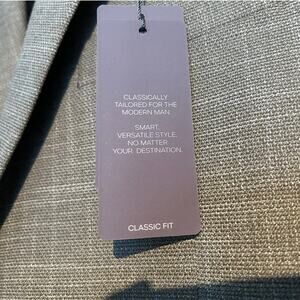 CLASSICALLY
TAILORED FOR THE
MODERN MAN.
SMART,
VERSATILE STYLE,
NO MATTER
YOUR DESTINATION.
CLASSIC FIT